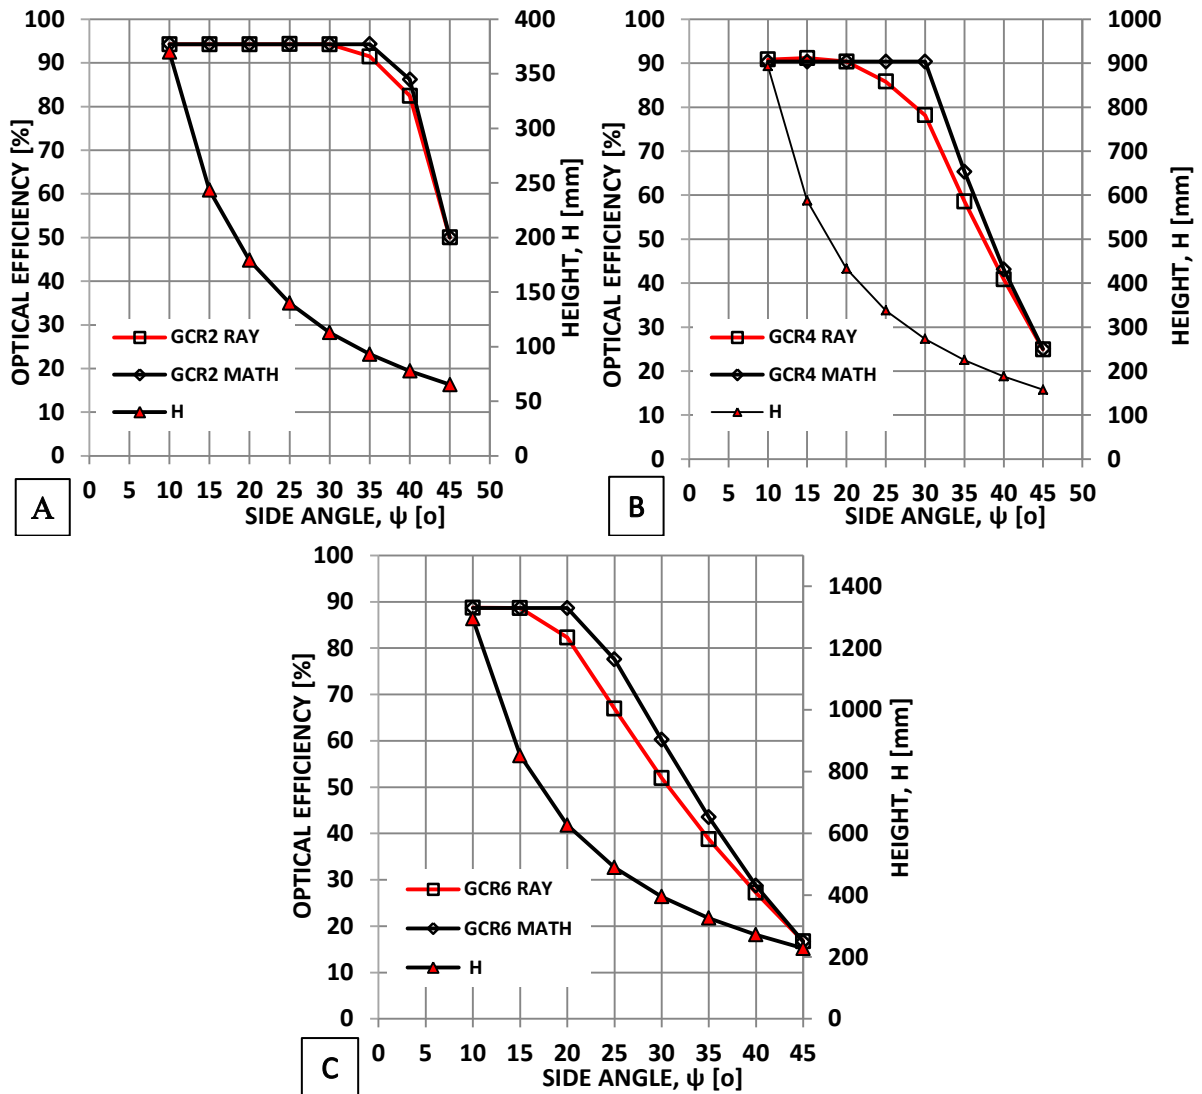 OPTICAL EFFICIENCY [%]
100
90
80
70
60
50
40
30
20
10
0
400
350
300
250
200
150
100
50
0
HEIGHT, H [mm]
GCR2 RAY
GCR2 MATH
H
0 5 10 15 20 25 30 35 40 45 50
SIDE ANGLE, ψ [o]
A
OPTICAL EFFICIENCY [%]
100
90
80
70
60
50
40
30
20
10
0
1000
900
800
700
600
500
400
300
200
100
0
HEIGHT, H [mm]
GCR4 RAY
GCR4 MATH
H
0 5 10 15 20 25 30 35 40 45 50
SIDE ANGLE, ψ [o]
B
OPTICAL EFFICIENCY [%]
100
90
80
70
60
50
40
30
20
10
0
1400
1200
1000
800
600
400
200
0
HEIGHT, H [mm]
GCR6 RAY
GCR6 MATH
H
0 5 10 15 20 25 30 35 40 45
SIDE ANGLE, ψ [o]
C